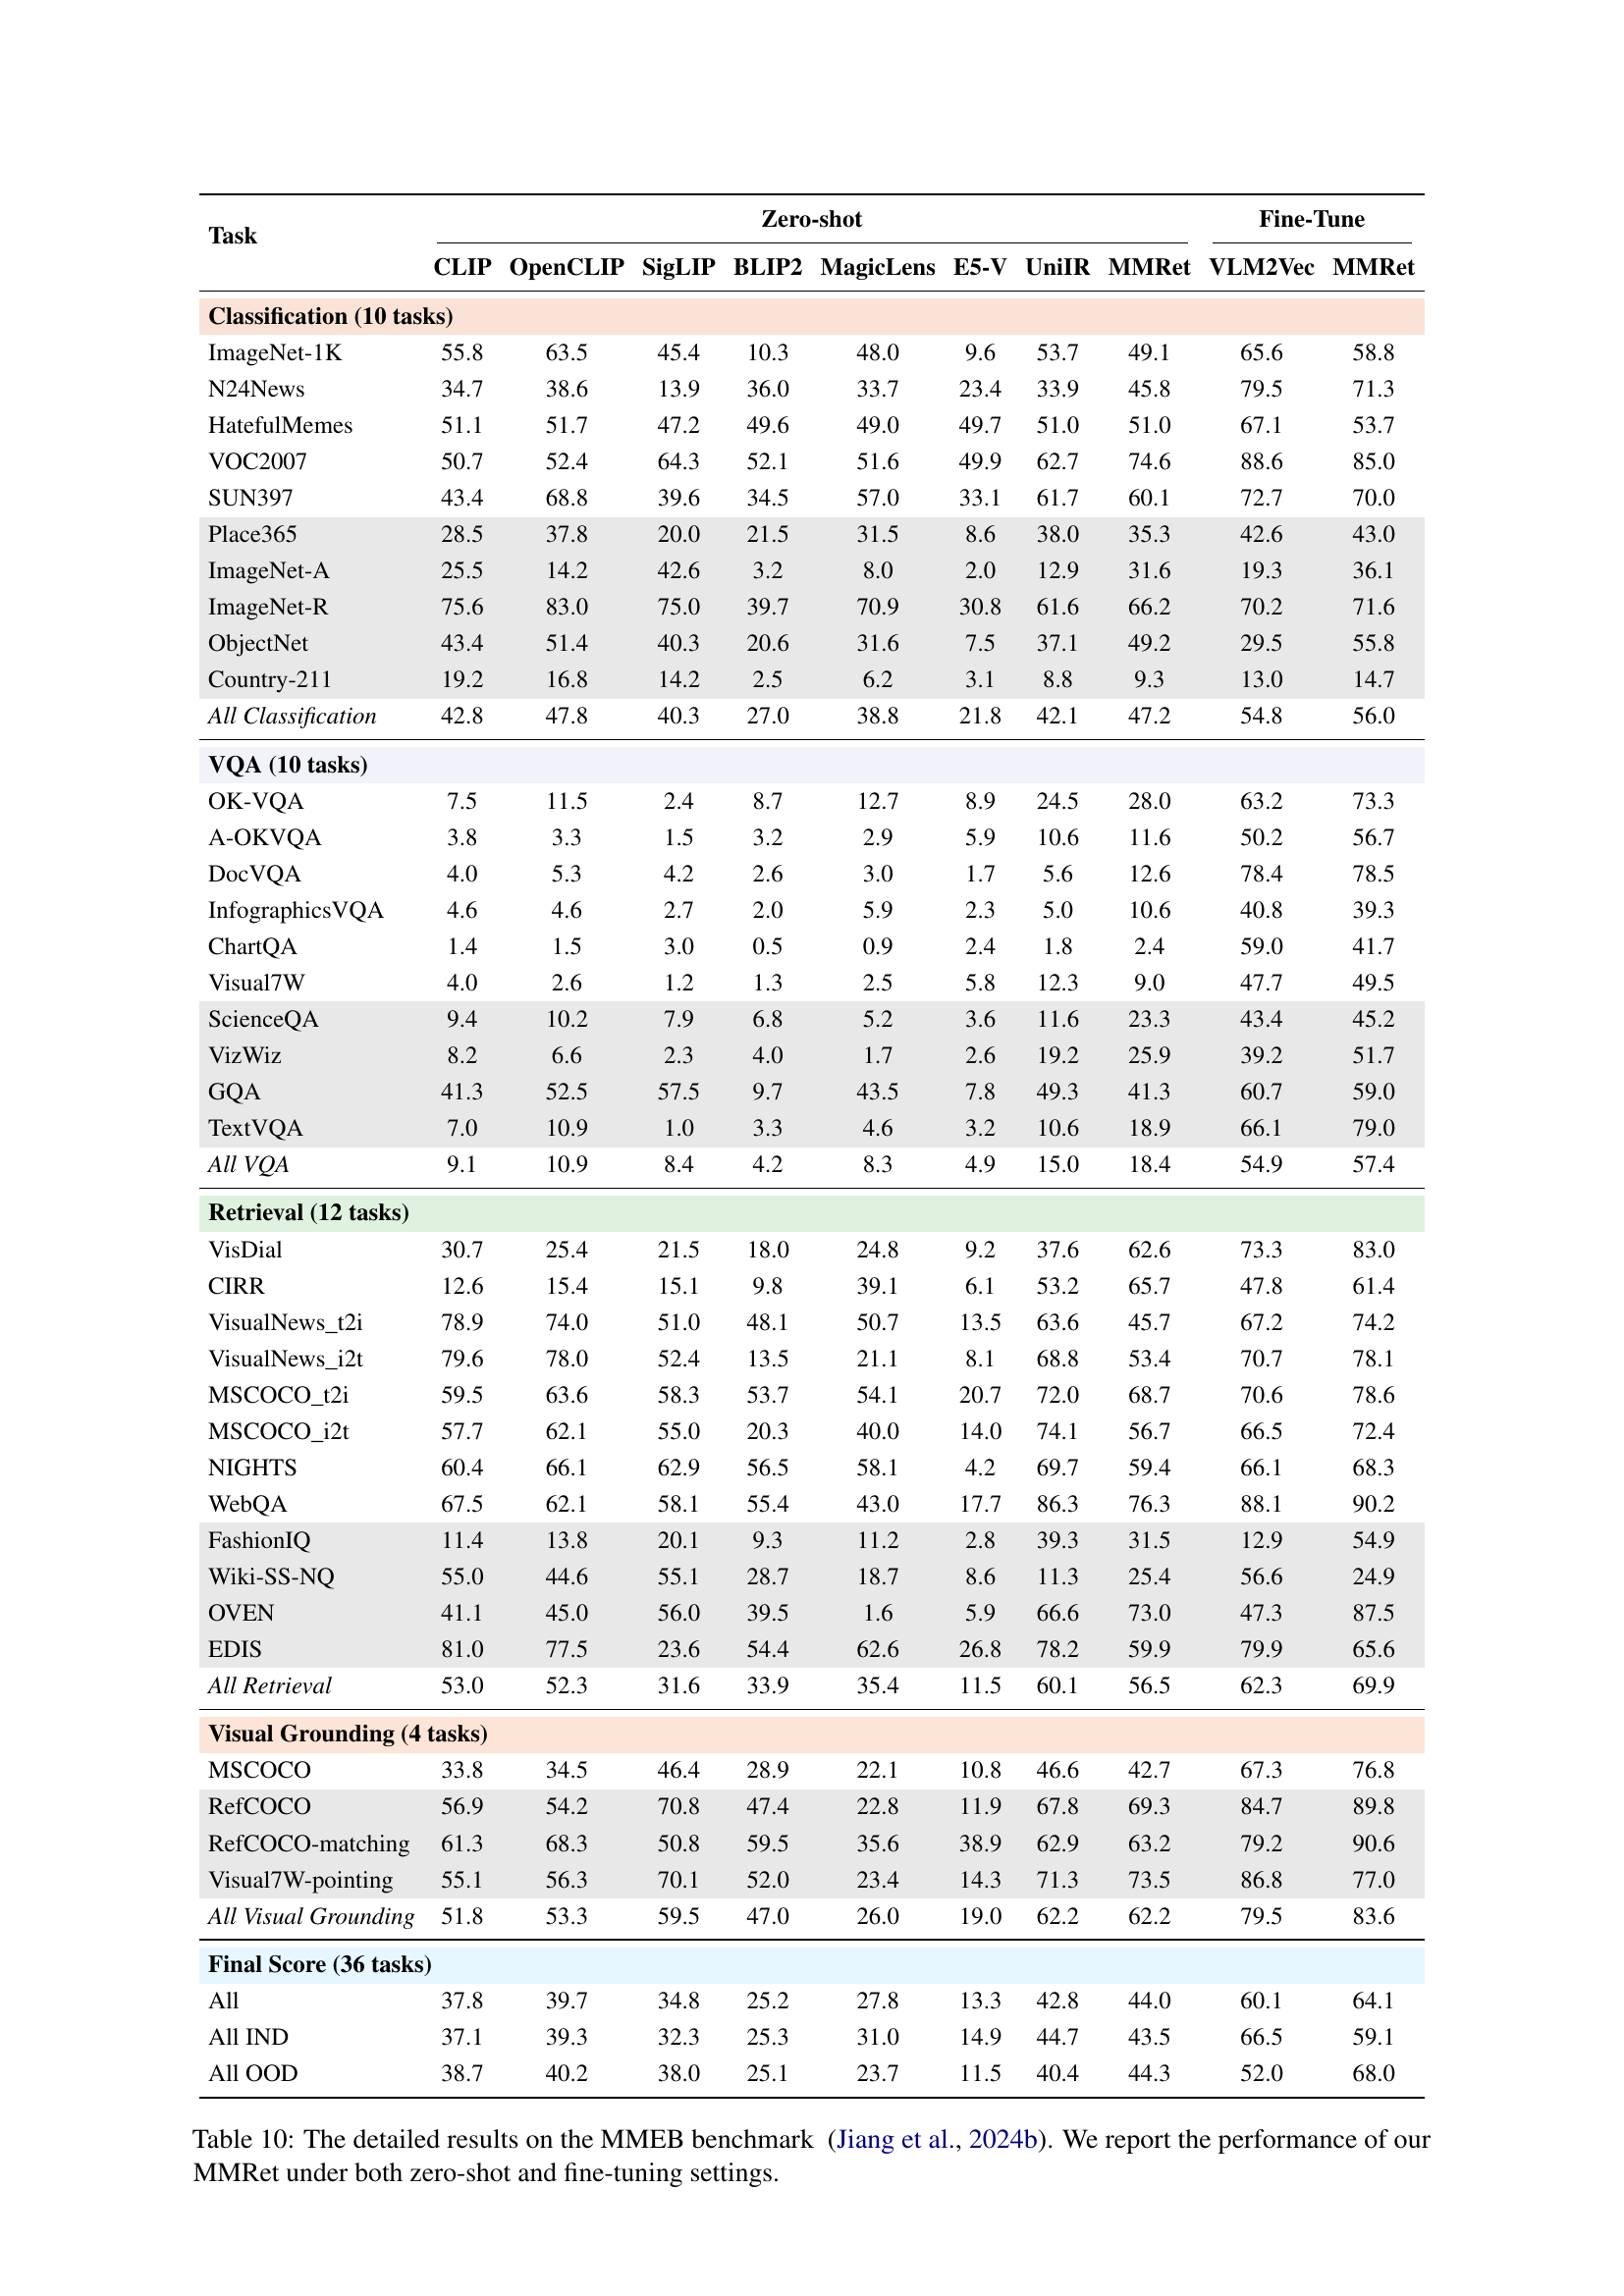 Task Zero-shot Fine-Tune
CLIP OpenCLIP SigLIP BLIP2 MagicLens E5-V UniIR MMRet VLM2Vec MMRet
Classification (10 tasks)
ImageNet-1K 55.8 63.5 45.4 10.3 48.0 9.6 53.7 49.1 65.6 58.8
N24News 34.7 38.6 13.9 36.0 33.7 23.4 33.9 45.8 79.5 71.3
HatefulMemes 51.1 51.7 47.2 49.6 49.0 49.7 51.0 51.0 67.1 53.7
VOC2007 50.7 52.4 64.3 52.1 51.6 49.9 62.7 74.6 88.6 85.0
SUN397 43.4 68.8 39.6 34.5 57.0 33.1 61.7 60.1 72.7 70.0
Place365 28.5 37.8 20.0 21.5 31.5 8.6 38.0 35.3 42.6 43.0
ImageNet-A 25.5 14.2 42.6 3.2 8.0 2.0 12.9 31.6 19.3 36.1
ImageNet-R 75.6 83.0 75.0 39.7 70.9 30.8 61.6 66.2 70.2 71.6
ObjectNet 43.4 51.4 40.3 20.6 31.6 7.5 37.1 49.2 29.5 55.8
Country-211 19.2 16.8 14.2 2.5 6.2 3.1 8.8 9.3 13.0 14.7
All Classification 42.8 47.8 40.3 27.0 38.8 21.8 42.1 47.2 54.8 56.0
VQA (10 tasks)
OK-VQA 7.5 11.5 2.4 8.7 12.7 8.9 24.5 28.0 63.2 73.3
A-OKVQA 3.8 3.3 1.5 3.2 2.9 5.9 10.6 11.6 50.2 56.7
DocVQA 4.0 5.3 4.2 2.6 3.0 1.7 5.6 12.6 78.4 78.5
InfographicsVQA 4.6 4.6 2.7 2.0 5.9 2.3 5.0 10.6 40.8 39.3
ChartQA 1.4 1.5 3.0 0.5 0.9 2.4 1.8 2.4 59.0 41.7
Visual7W 4.0 2.6 1.2 1.3 2.5 5.8 12.3 9.0 47.7 49.5
ScienceQA 9.4 10.2 7.9 6.8 5.2 3.6 11.6 23.3 43.4 45.2
VizWiz 8.2 6.6 2.3 4.0 1.7 2.6 19.2 25.9 39.2 51.7
GQA 41.3 52.5 57.5 9.7 43.5 7.8 49.3 41.3 60.7 59.0
TextVQA 7.0 10.9 1.0 3.3 4.6 3.2 10.6 18.9 66.1 79.0
All VQA 9.1 10.9 8.4 4.2 8.3 4.9 15.0 18.4 54.9 57.4
Retrieval (12 tasks)
VisDial 30.7 25.4 21.5 18.0 24.8 9.2 37.6 62.6 73.3 83.0
CIRR 12.6 15.4 15.1 9.8 39.1 6.1 53.2 65.7 47.8 61.4
VisualNews_t2i 78.9 74.0 51.0 48.1 50.7 13.5 63.6 45.7 67.2 74.2
VisualNews_i2t 79.6 78.0 52.4 13.5 21.1 8.1 68.8 53.4 70.7 78.1
MSCOCO_t2i 59.5 63.6 58.3 53.7 54.1 20.7 72.0 68.7 70.6 78.6
MSCOCO_i2t 57.7 62.1 55.0 20.3 40.0 14.0 74.1 56.7 66.5 72.4
NIGHTS 60.4 66.1 62.9 56.5 58.1 4.2 69.7 59.4 66.1 68.3
WebQA 67.5 62.1 58.1 55.4 43.0 17.7 86.3 76.3 88.1 90.2
FashionIQ 11.4 13.8 20.1 9.3 11.2 2.8 39.3 31.5 12.9 54.9
Wiki-SS-NQ 55.0 44.6 55.1 28.7 18.7 8.6 11.3 25.4 56.6 24.9
OVEN 41.1 45.0 56.0 39.5 1.6 5.9 66.6 73.0 47.3 87.5
EDIS 81.0 77.5 23.6 54.4 62.6 26.8 78.2 59.9 79.9 65.6
All Retrieval 53.0 52.3 31.6 33.9 35.4 11.5 60.1 56.5 62.3 69.9
Visual Grounding (4 tasks)
MSCOCO 33.8 34.5 46.4 28.9 22.1 10.8 46.6 42.7 67.3 76.8
RefCOCO 56.9 54.2 70.8 47.4 22.8 11.9 67.8 69.3 84.7 89.8
RefCOCO-matching 61.3 68.3 50.8 59.5 35.6 38.9 62.9 63.2 79.2 90.6
Visual7W-pointing 55.1 56.3 70.1 52.0 23.4 14.3 71.3 73.5 86.8 77.0
All Visual Grounding 51.8 53.3 59.5 47.0 26.0 19.0 62.2 62.2 79.5 83.6
Final Score (36 tasks)
All 37.8 39.7 34.8 25.2 27.8 13.3 42.8 44.0 60.1 64.1
All IND 37.1 39.3 32.3 25.3 31.0 14.9 44.7 43.5 66.5 59.1
All OOD 38.7 40.2 38.0 25.1 23.7 11.5 40.4 44.3 52.0 68.0
Table 10: The detailed results on the MMEB benchmark (Jiang et al., 2024b). We report the performance of our
MMRet under both zero-shot and fine-tuning settings.